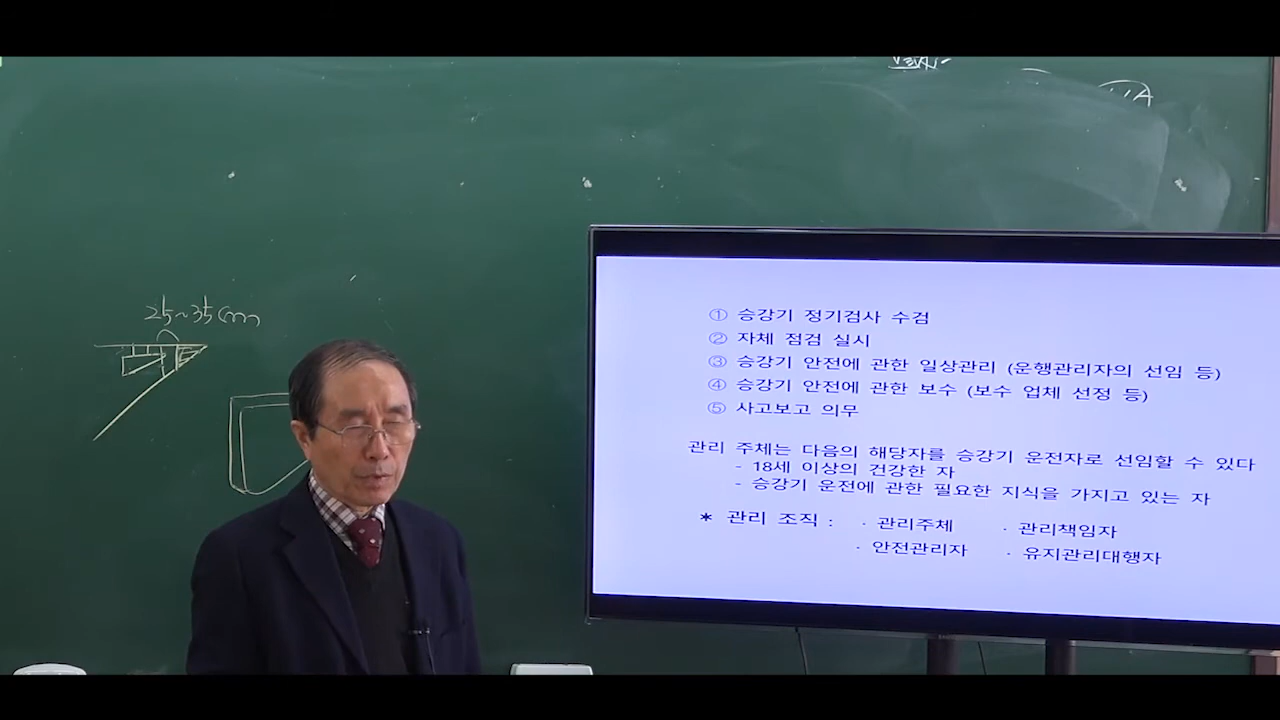 25~35cm
① 승강기 정기검사 수검
② 자체 점검 실시
③ 승강기 안전에 관한 일상관리 (운행관리자의 선임 등)
④ 승강기 안전에 관한 보수 (보수 업체 선정 등)
⑤ 사고보고 의무
관리 주체는 다음의 해당자를 승강기 운전자로 선임할 수 있다
- 18세 이상의 건강한 자
- 승강기 운전에 관한 필요한 지식을 가지고 있는 자
* 관리 조직 : · 관리주체 · 관리책임자
· 안전관리자 · 유지관리대행자